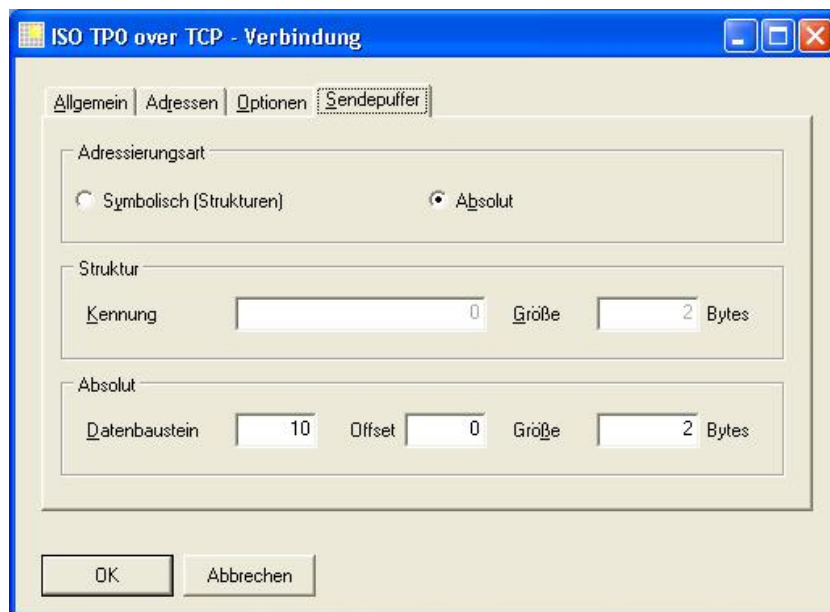 ISO TP0 over TCP - Verbindung
Allgemein Adressen Optionen Sendepuffer
Adressierungsart
Symbolisch (Strukturen) Absolut
Struktur
Kennung 0 Größe 2 Bytes
Absolut
Datenbaustein 10 Offset 0 Größe 2 Bytes
OK Abbrechen